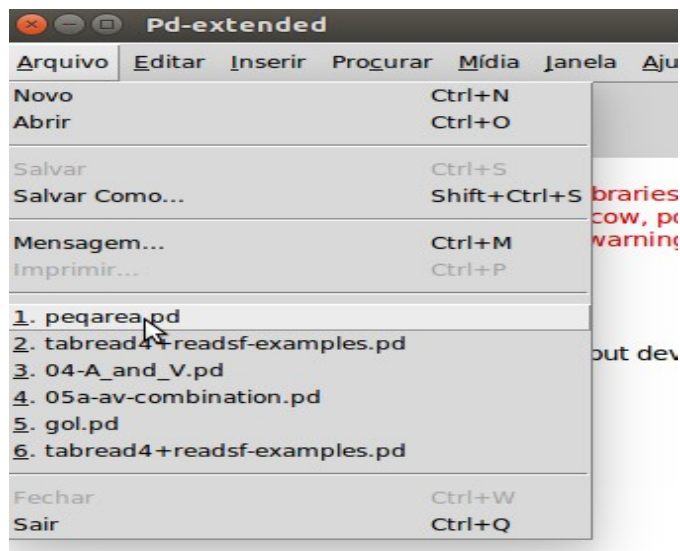 Pd-extended
Arquivo Editar Inserir Procurar Mídia Janela Aju
Novo Ctrl+N
Abrir Ctrl+O
Salvar Ctrl+S
Salvar Como... Shift+Ctrl+S
braries
cow, po
Mensagem... Ctrl+M
warning
Imprimir... Ctrl+P
1. peqarea.pd
2. tabread4+readsf-examples.pd
put dev
3. 04-A_and_V.pd
4. 05a-av-combination.pd
5. gol.pd
6. tabread4+readsf-examples.pd
Fechar Ctrl+W
Sair Ctrl+Q